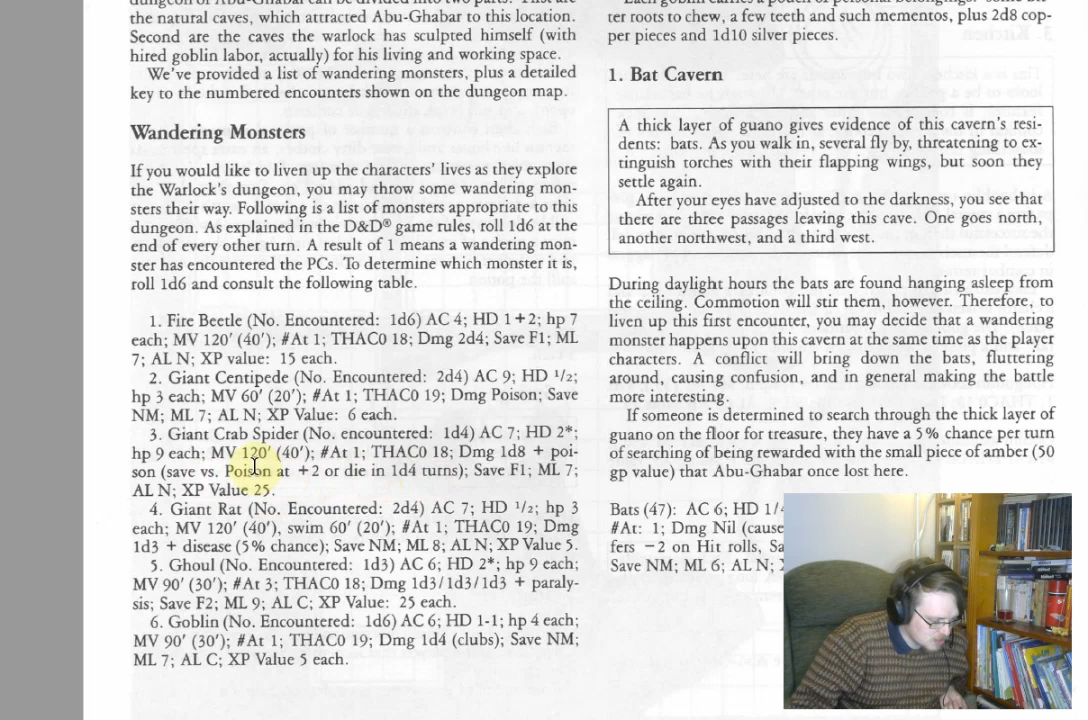 dungeon of Abu-Ghabar can be divided into two parts. First are
the natural caves, which attracted Abu-Ghabar to this location.
Second are the caves the warlock has sculpted himself (with
hired goblin labor, actually) for his living and working space.
We've provided a list of wandering monsters, plus a detailed
key to the numbered encounters shown on the dungeon map.
Wandering Monsters
If you would like to liven up the characters' lives as they explore
the Warlock's dungeon, you may throw some wandering mon-
sters their way. Following is a list of monsters appropriate to this
dungeon. As explained in the D&D® game rules, roll 1d6 at the
end of every other turn. A result of 1 means a wandering mon-
ster has encountered the PCs. To determine which monster it is,
roll 1d6 and consult the following table.
1. Fire Beetle (No. Encountered: 1d6) AC 4; HD 1+2; hp 7
each; MV 120' (40'); #At 1; THAC0 18; Dmg 2d4; Save F1; ML
7; AL N; XP value: 15 each.
2. Giant Centipede (No. Encountered: 2d4) AC 9; HD 1/2;
hp 3 each; MV 60' (20'); #At 1; THAC0 19; Dmg Poison; Save
NM; ML 7; AL N; XP Value: 6 each.
3. Giant Crab Spider (No. encountered: 1d4) AC 7; HD 2*;
hp 9 each; MV 120' (40'); #At 1; THAC0 18; Dmg 1d8 + poi-
son (save vs. Poison at +2 or die in 1d4 turns); Save F1; ML 7;
AL N; XP Value 25.
4. Giant Rat (No. Encountered: 2d4) AC 7; HD 1/2; hp 3
each; MV 120' (40'), swim 60' (20'); #At 1; THAC0 19; Dmg
1d3 + disease (5% chance); Save NM; ML 8; AL N; XP Value 5.
5. Ghoul (No. Encountered: 1d3) AC 6; HD 2*; hp 9 each;
MV 90' (30'); #At 3; THAC0 18; Dmg 1d3/1d3/1d3 + paraly-
sis; Save F2; ML 9; AL C; XP Value: 25 each.
6. Goblin (No. Encountered: 1d6) AC 6; HD 1-1; hp 4 each;
MV 90' (30'); #At 1; THAC0 19; Dmg 1d4 (clubs); Save NM;
ML 7; AL C; XP Value 5 each.
Each goblin carries a pouch of personal belongings: some bit-
ter roots to chew, a few teeth and such mementos, plus 2d8 cop-
per pieces and 1d10 silver pieces.
1. Bat Cavern
A thick layer of guano gives evidence of this cavern's resi-
dents: bats. As you walk in, several fly by, threatening to ex-
tinguish torches with their flapping wings, but soon they
settle again.
After your eyes have adjusted to the darkness, you see that
there are three passages leaving this cave. One goes north,
another northwest, and a third west.
During daylight hours the bats are found hanging asleep from
the ceiling. Commotion will stir them, however. Therefore, to
liven up this first encounter, you may decide that a wandering
monster happens upon this cavern at the same time as the player
characters. A conflict will bring down the bats, fluttering
around, causing confusion, and in general making the battle
more interesting.
If someone is determined to search through the thick layer of
guano on the floor for treasure, they have a 5% chance per turn
of searching of being rewarded with the small piece of amber (50
gp value) that Abu-Ghabar once lost here.
Bats (47): AC 6; HD 1/
#At: 1; Dmg Nil (cause
fers −2 on Hit rolls, Sa
Save NM; ML 6; AL N;